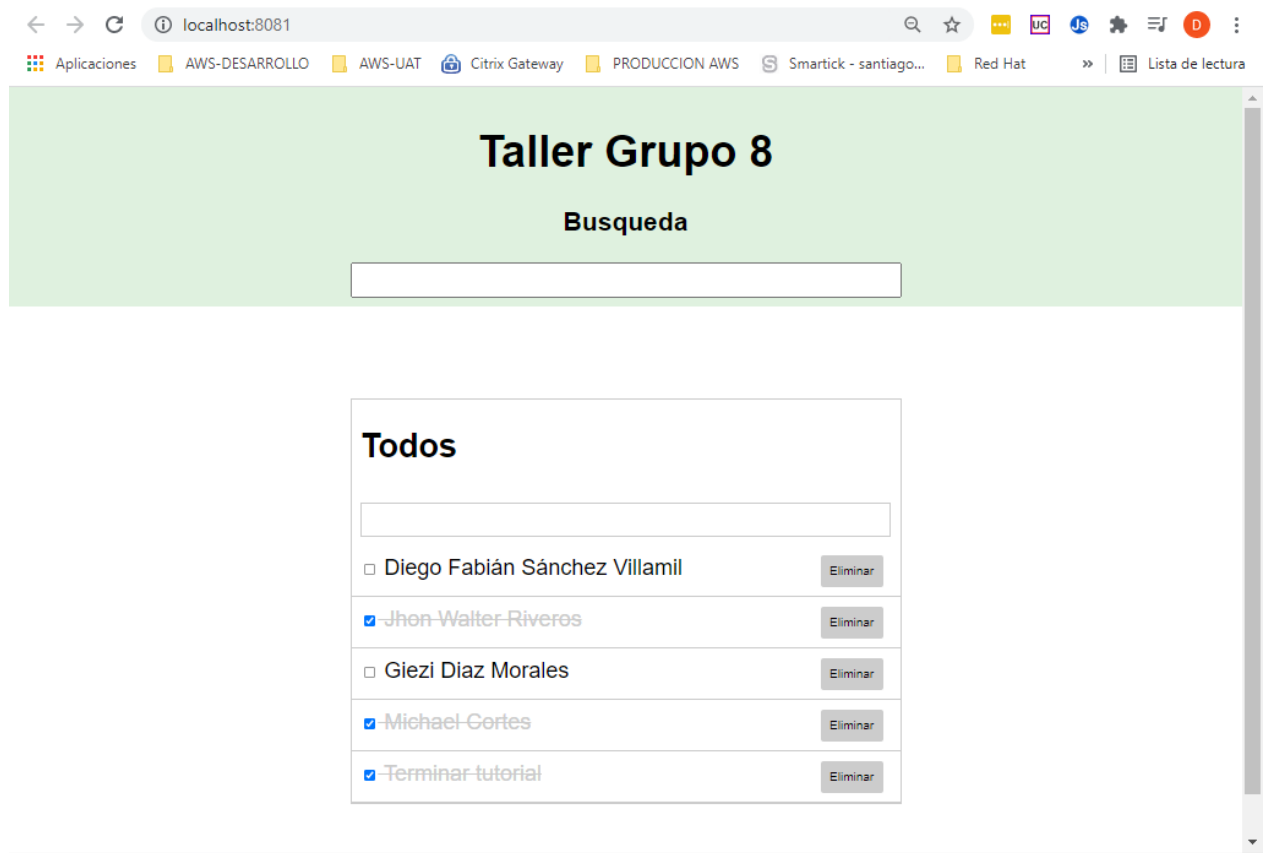 localhost:8081
UC
Js
D
Aplicaciones AWS-DESARROLLO AWS-UAT Citrix Gateway PRODUCCION AWS S Smartick - santiago... Red Hat » Lista de lectura
Taller Grupo 8
Busqueda
Todos
Diego Fabián Sánchez Villamil Eliminar
Jhon Walter Riveros Eliminar
Giezi Diaz Morales Eliminar
Michael Cortes Eliminar
Terminar tutorial Eliminar